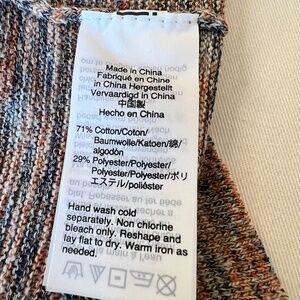 Made in China
Fabriqué en Chine
In China Hergestellt
Vervaardigd in China
中国製
Hecho en China
71% Cotton/Coton/
Baumwolle/Katoen/綿/
algodón
29% Polyester/Polyester/
Polyester/Polyester/ポリ
エステル/poliéster
Hand wash cold
separately. Non chlorine
bleach only. Reshape and
lay flat to dry. Warm iron as
needed.